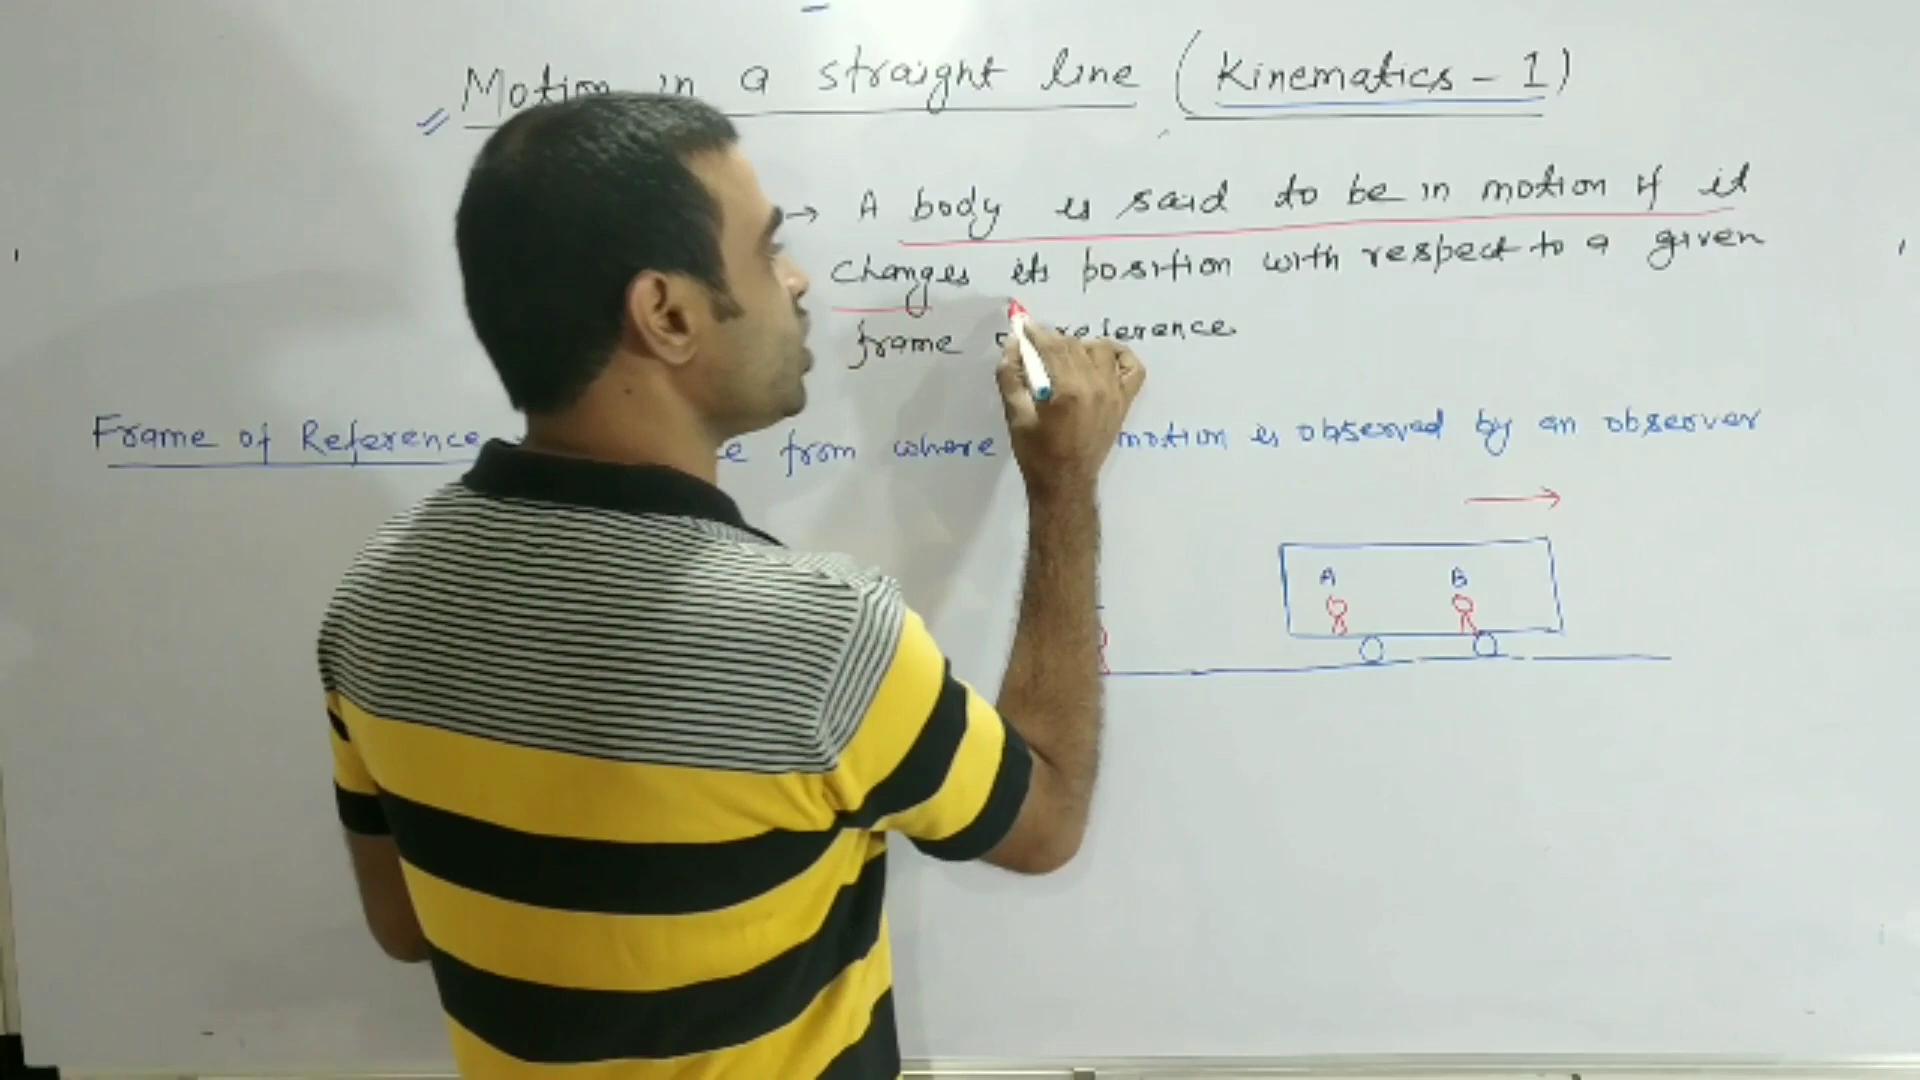 Motion in a straight line (Kinematics - 1)
→ A body is said to be in motion if it
changes its position with respect to a given
frame reference
Frame of Reference from where motion is observed by an observer
A B